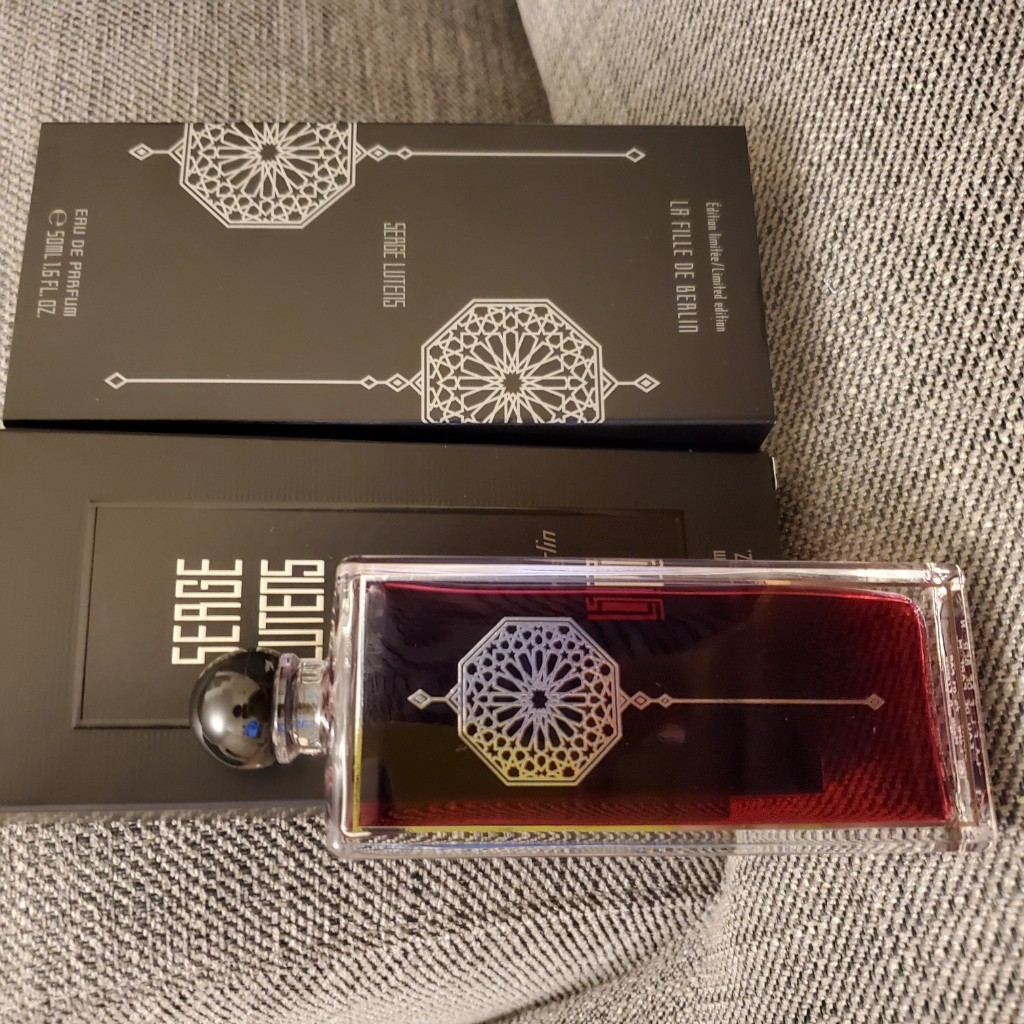 Édition limitée/Limited edition
LA FILLE DE BERLIN
SERGE LUTENS
EAU DE PARFUM
℮ 50ML 1.6 FL.OZ.
SERGE
LUTENS